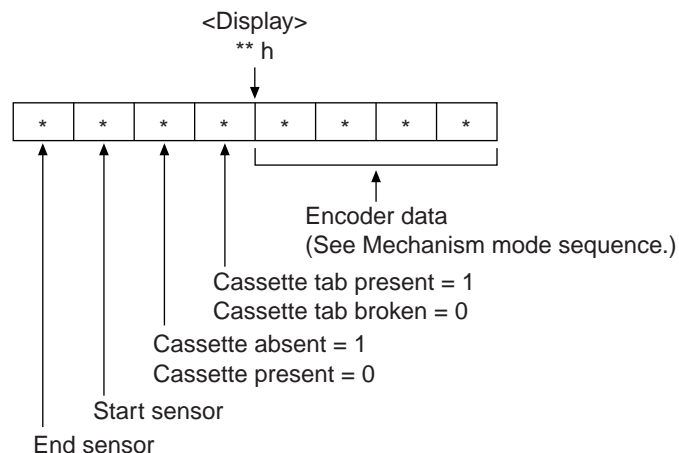 <Display>
** h
* * * * * * * *
Encoder data
(See Mechanism mode sequence.)
Cassette tab present = 1
Cassette tab broken = 0
Cassette absent = 1
Cassette present = 0
Start sensor
End sensor